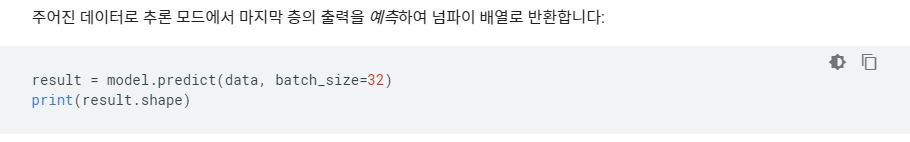 주어진 데이터로 추론 모드에서 마지막 층의 출력을 예측하여 넘파이 배열로 반환합니다:
result = model.predict(data, batch_size=32)
print(result.shape)